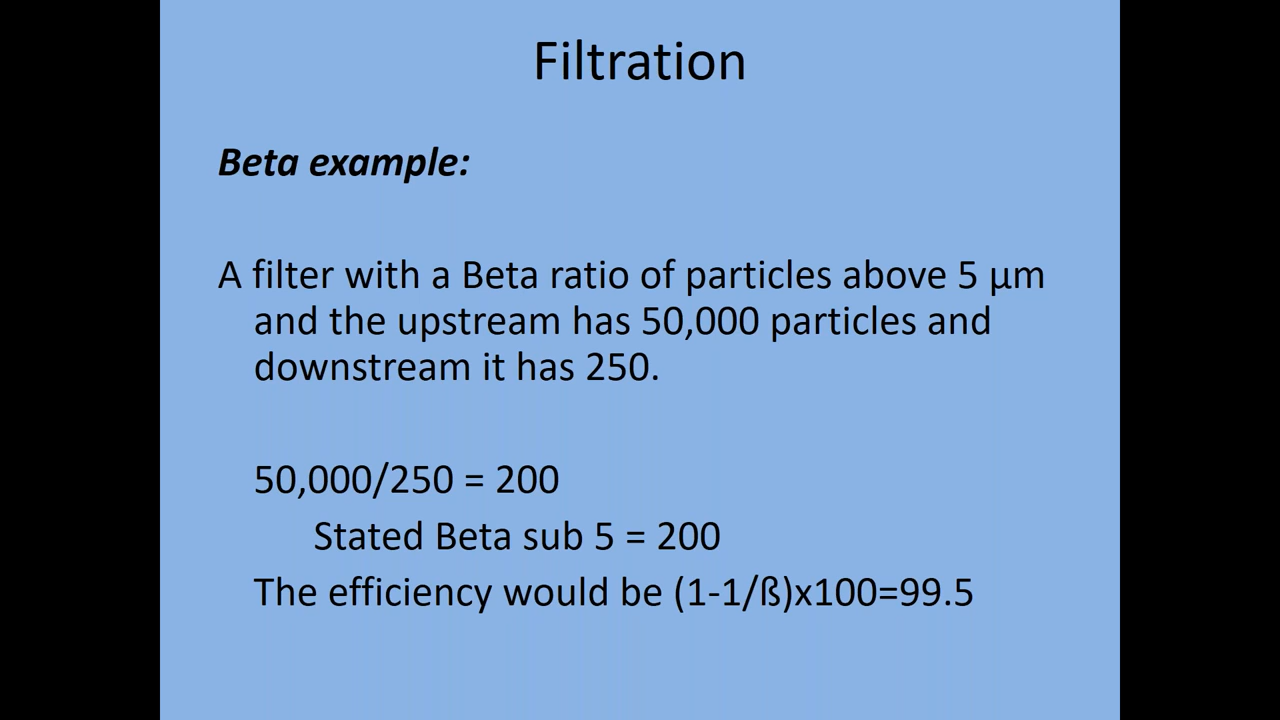 Filtration
Beta example:
A filter with a Beta ratio of particles above 5 µm
and the upstream has 50,000 particles and
downstream it has 250.
50,000/250 = 200
Stated Beta sub 5 = 200
The efficiency would be (1-1/ß)x100=99.5